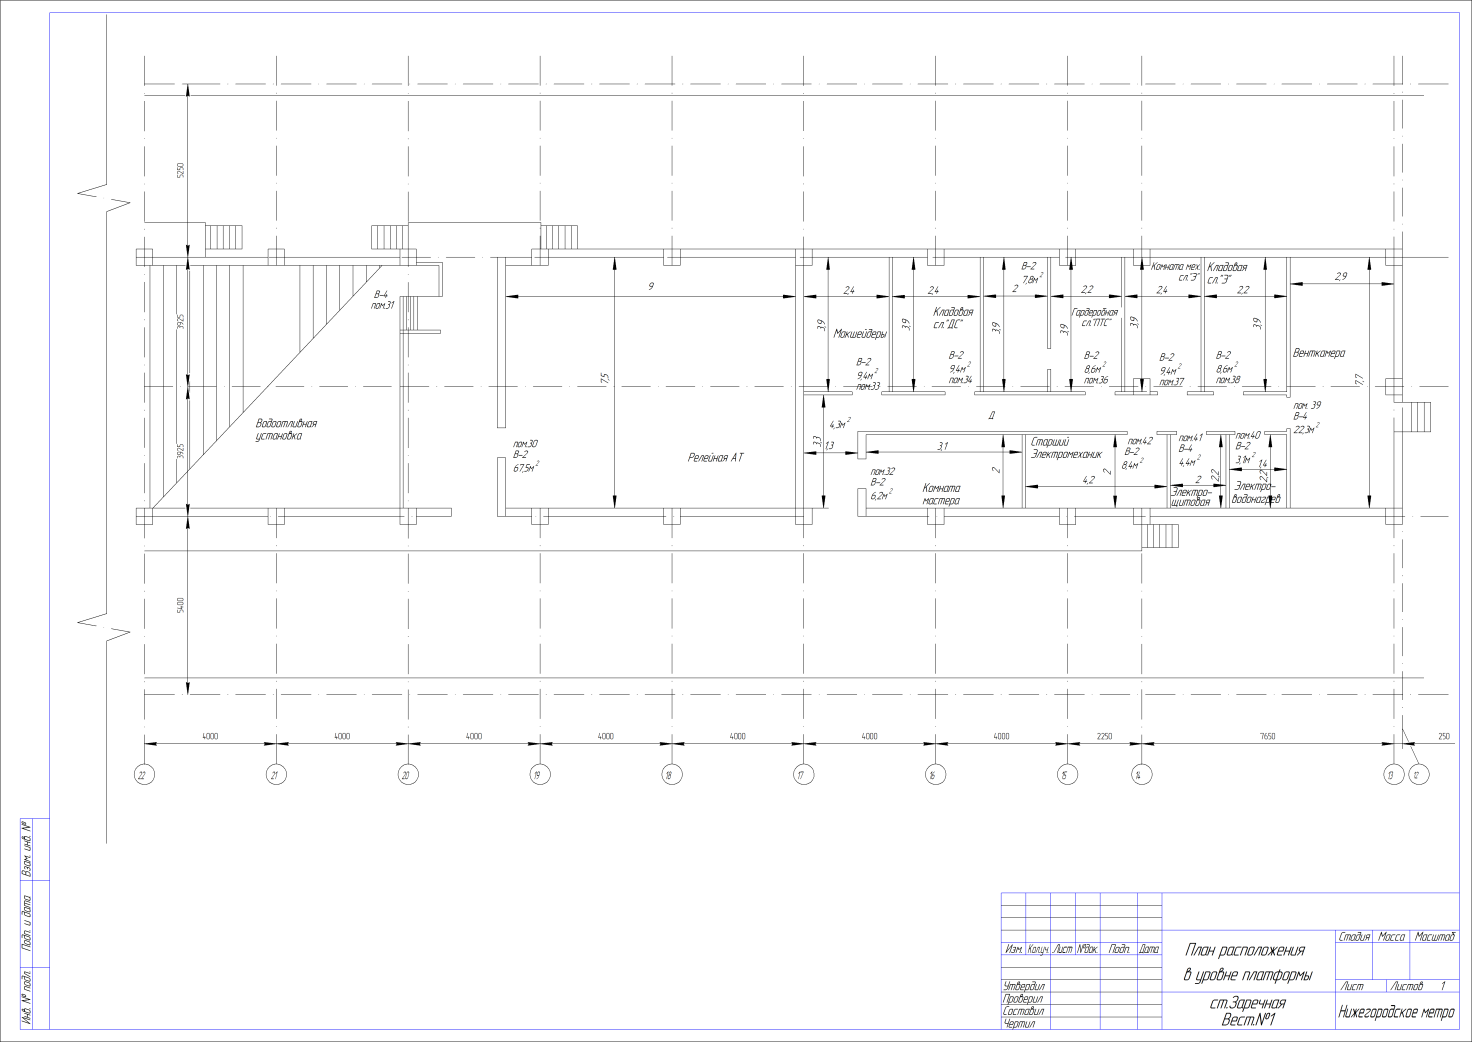 5250
3925
3925
5400
В-4
пом.31
Водоотливная
установка
9
7,5
пом.30
В-2
67,5м²
Релейная АТ
2,4
3,9
Мокшейдеры
В-2
9,4м²
пом.33
2,4
3,9
Кладовая
сл."ДС"
В-2
9,4м²
пом.34
В-2
7,8м²
2
3,9
2,2
3,9
Гардеробная
сл."ПТС"
В-2
8,6м²
пом.36
Комната мех.
сл."Э"
2,4
3,9
В-2
9,4м²
пом.37
Кладовая
сл."Э"
2,2
3,9
В-2
8,6м²
пом.38
2,9
Венткамера
7,7
пом. 39
В-4
22,3м²
Д
4,3м²
3,3
1,3
3,1
2
пом.32
В-2
6,2м²
Комната
мастера
Старший
Электромеханик
2
4,2
пом.42
В-2
8,4м²
пом.41
В-4
4,4м²
2
2,2
Электро-
щитовая
пом.40
В-2
3,1м²
1,4
2,2
Электро-
водонагрев
4000
4000
4000
4000
4000
4000
4000
2250
7650
250
22
21
20
19
18
17
16
15
14
13
12
Взам. инв. №
Подп. и дата
Инв. № подл.
Изм.
Колуч.
Лист
№док.
Подп.
Дата
Утвердил
Проверил
Составил
Чертил
План расположения
в уровне платформы
ст.Заречная
Вест.№1
Стадия
Масса
Масштаб
Лист
Листов 1
Нижегородское метро